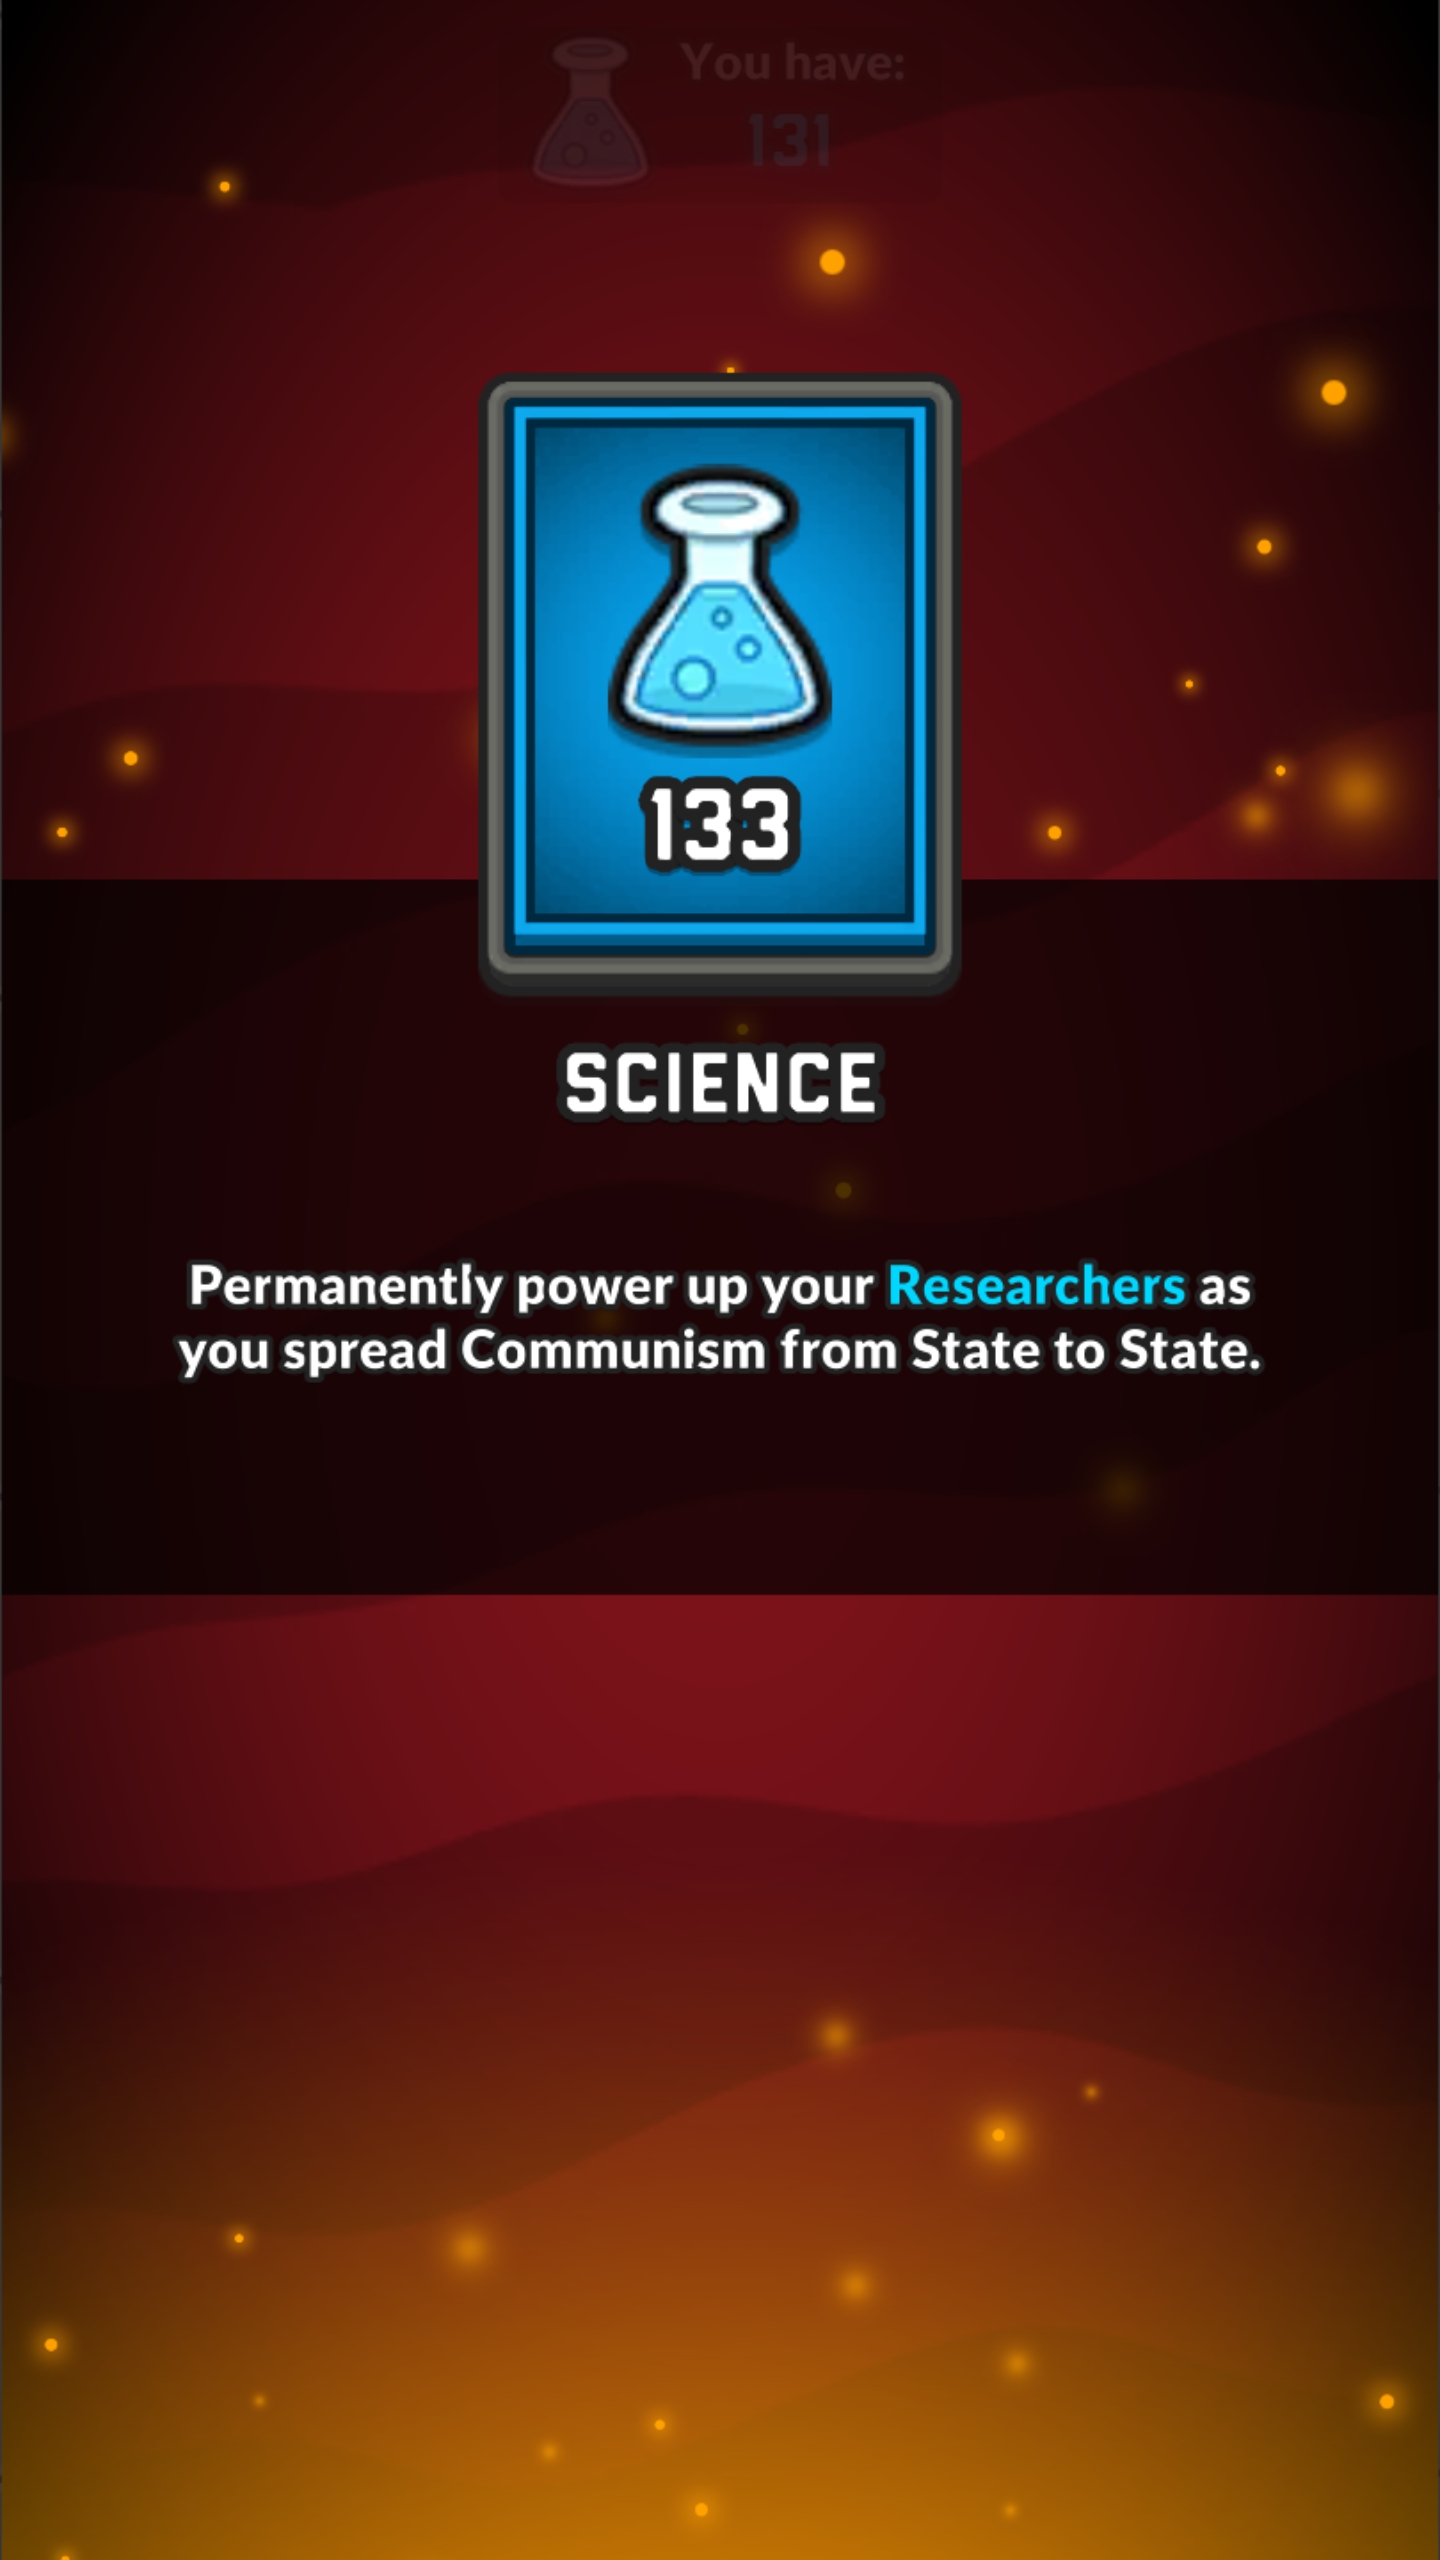 You have:
131
133
SCIENCE
Permanently power up your Researchers as
you spread Communism from State to State.